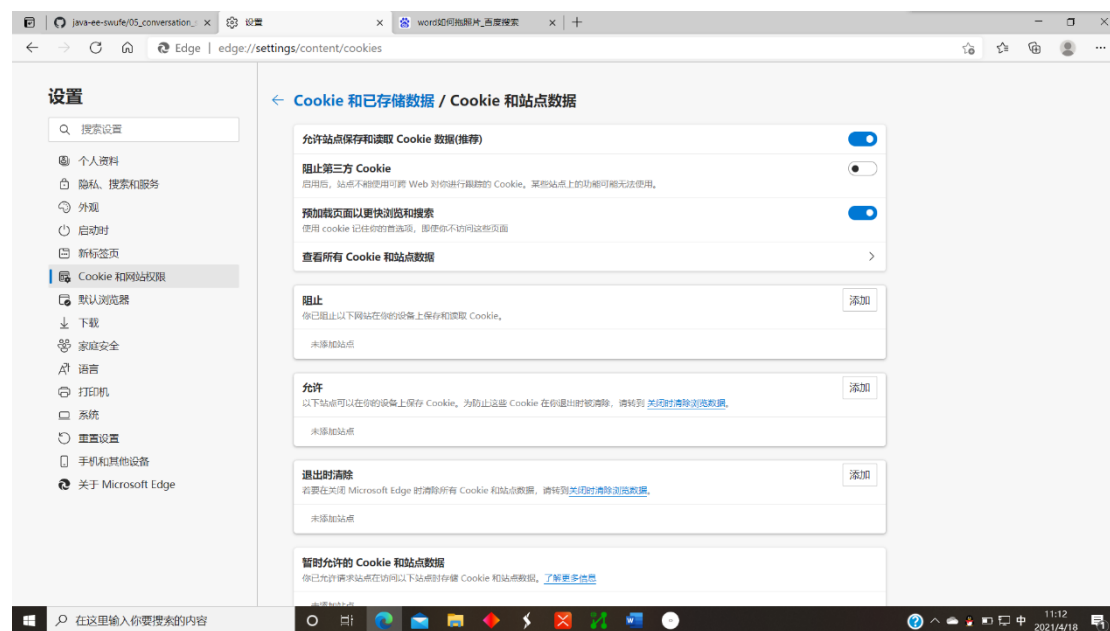 java-ee-swufe/05_conversation_
设置
word如何拍照片_百度搜索
Edge | edge://settings/content/cookies
设置
搜索设置
个人资料
隐私、搜索和服务
外观
启动时
新标签页
Cookie 和网站权限
默认浏览器
下载
家庭安全
语言
打印机
系统
重置设置
手机和其他设备
关于 Microsoft Edge
Cookie 和已存储数据 / Cookie 和站点数据
允许站点保存和读取 Cookie 数据(推荐)
阻止第三方 Cookie
启用后，站点不能使用可跨 Web 对你进行跟踪的 Cookie。某些站点上的功能可能无法使用。
预加载页面以更快浏览和搜索
使用 cookie 记住你的首选项，即使你不访问这些页面
查看所有 Cookie 和站点数据
阻止
添加
你已阻止以下网站在你的设备上保存和读取 Cookie。
未添加站点
允许
添加
以下站点可以在你的设备上保存 Cookie。为防止这些 Cookie 在你退出时被清除，请转到 关闭时清除浏览数据。
未添加站点
退出时清除
添加
若要在关闭 Microsoft Edge 时清除所有 Cookie 和站点数据，请转到关闭时清除浏览数据。
未添加站点
暂时允许的 Cookie 和站点数据
你已允许请求站点在访问以下站点时存储 Cookie 和站点数据。了解更多信息
在这里输入你要搜索的内容
中
11:12
2021/4/18